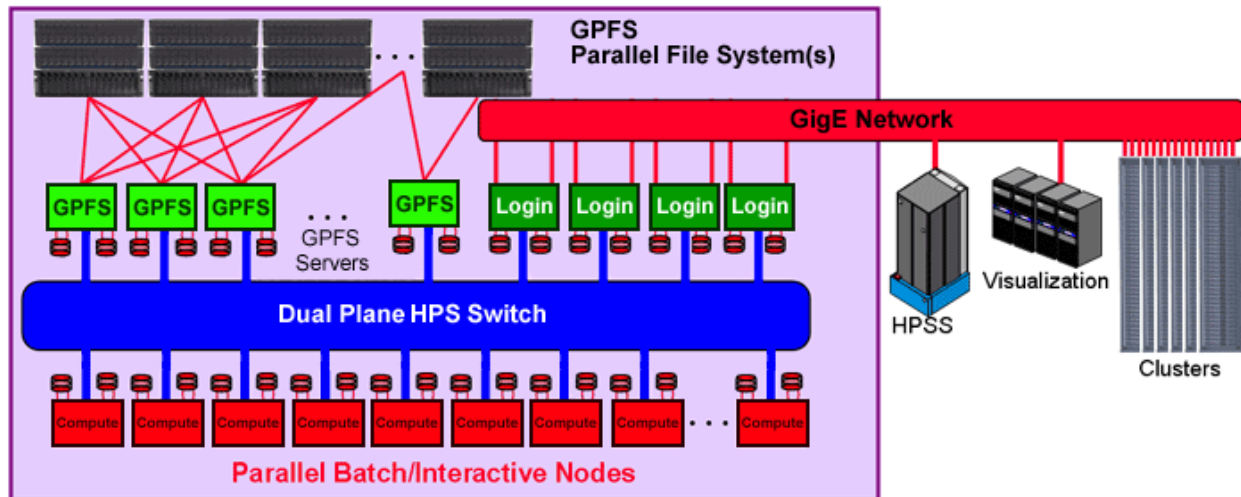 GPFS
Parallel File System(s)
. . .
GigE Network
GPFS GPFS GPFS GPFS Login Login Login Login
. . .
GPFS
Servers
Visualization
Dual Plane HPS Switch
HPSS
Clusters
Compute Compute Compute Compute Compute Compute Compute Compute . . . Compute
Parallel Batch/Interactive Nodes